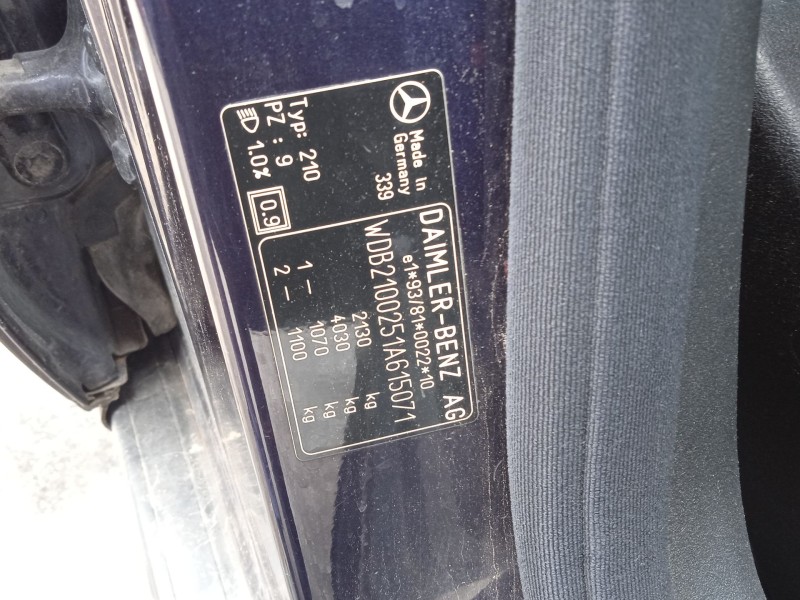 DAIMLER-BENZ AG
e1*93/81*0022*10
WDB2100251A615071
2130 kg
4030 kg
1- 1070 kg
2- 1100 kg
Made In
Germany
339
Typ: 210
PZ : 9
1.0%
0.9